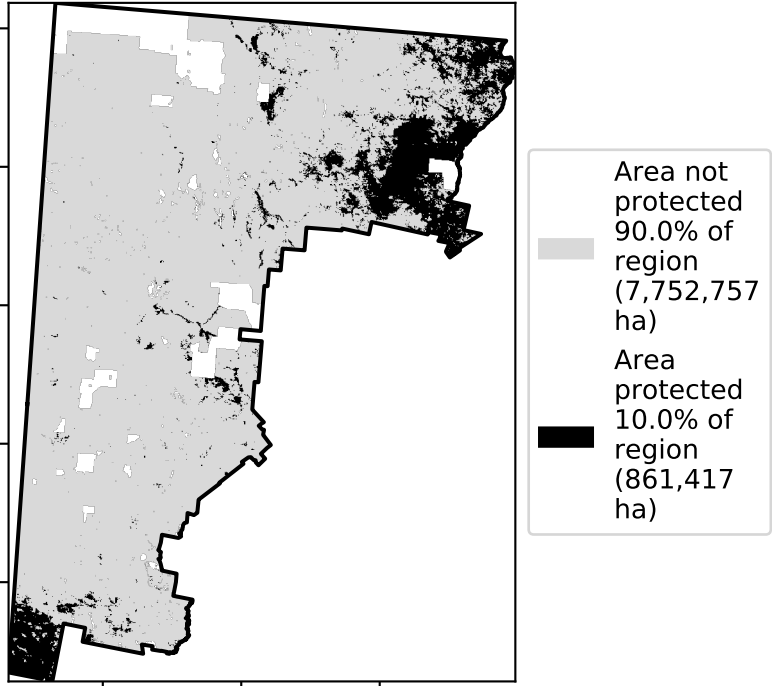 Area not
protected
90.0% of
region
(7,752,757
ha)
Area
protected
10.0% of
region
(861,417
ha)